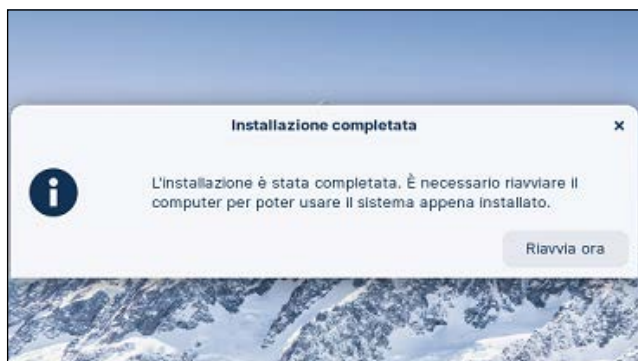 Installazione completata
L'installazione è stata completata. È necessario riavviare il
computer per poter usare il sistema appena installato.
Riavvia ora